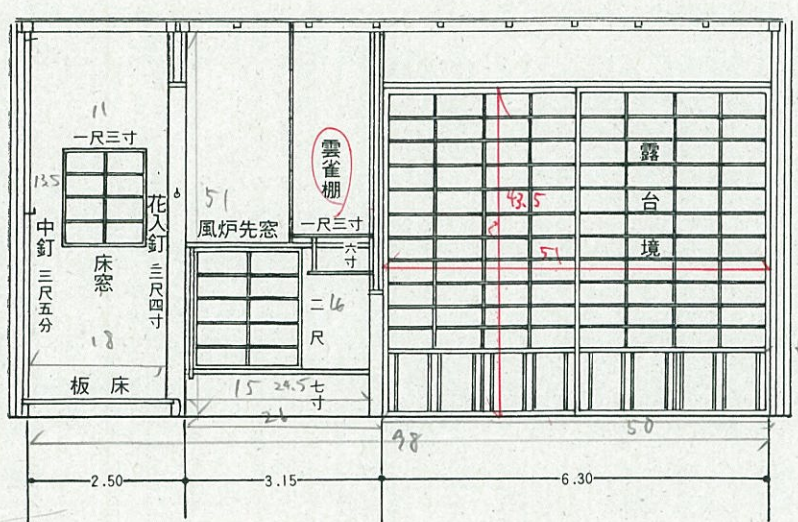 11
一尺三寸
13.5
床窓
中釘 三尺五分
花入釘 三尺四寸
18
板床
51
風炉先窓
雲雀棚
一尺三寸
六寸
二尺
16
七寸
15
24.5
26
露台境
43.5
51
50
98
2.50
3.15
6.30